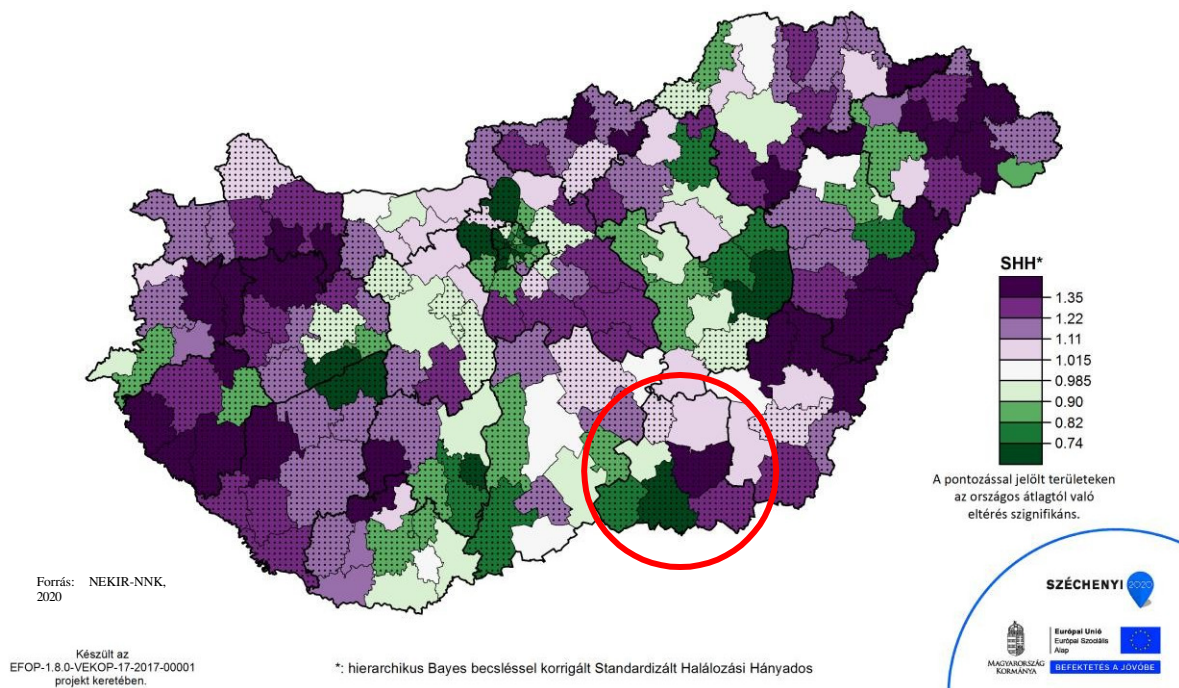 SHH*
1.35
1.22
1.11
1.015
0.985
0.90
0.82
0.74
A pontozással jelölt területeken
az országos átlagtól való
eltérés szignifikáns.
Forrás: NEKIR-NNK,
2020
Készült az
EFOP-1.8.0-VEKOP-17-2017-00001
projekt keretében.
*: hierarchikus Bayes becsléssel korrigált Standardizált Halálozási Hányados
SZÉCHENYI 2020
MAGYARORSZÁG
KORMÁNYA
Európai Unió
Európai Szociális
Alap
BEFEKTETÉS A JÖVŐBE